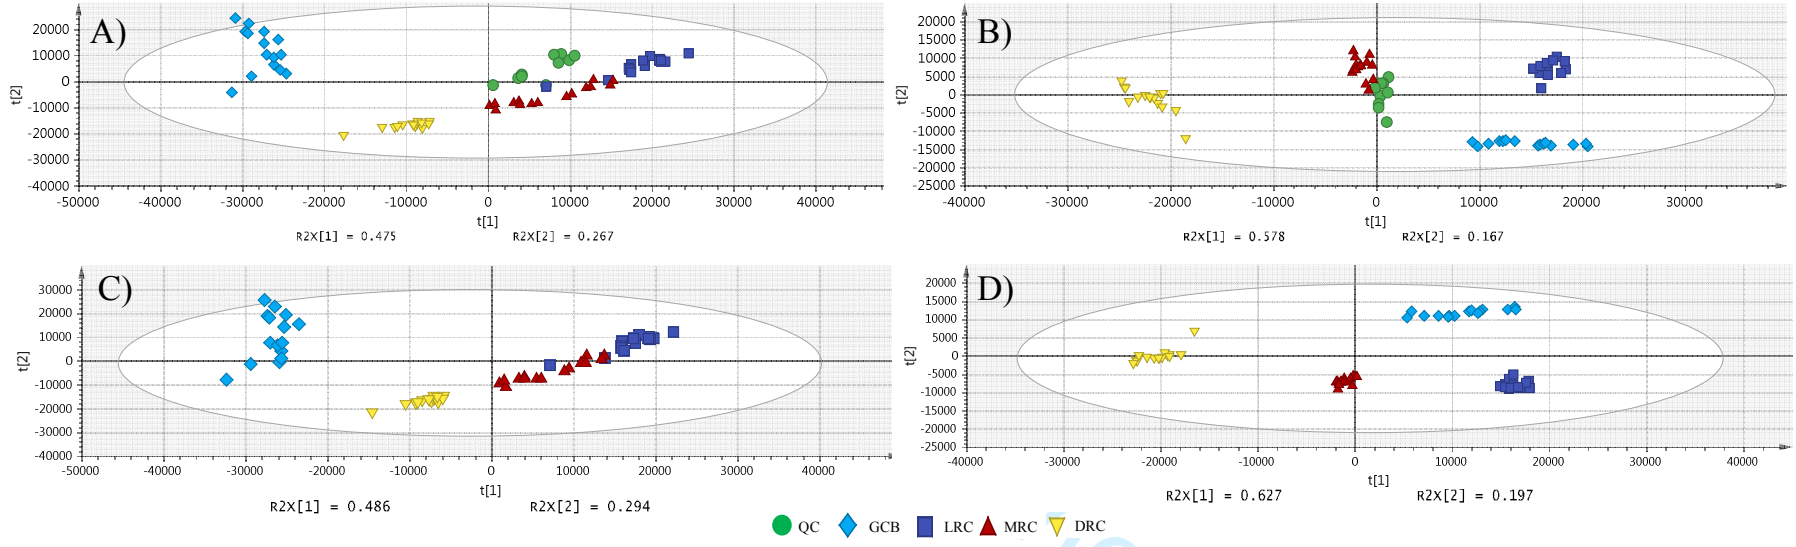 A)
20000
10000
0
-10000
-20000
-30000
-40000
t[2]
-50000 -40000 -30000 -20000 -10000 0 10000 20000 30000 40000
t[1]
R2X[1] = 0.475 R2X[2] = 0.267
B)
20000
15000
10000
5000
0
-5000
-10000
-15000
-20000
-25000
t[2]
-40000 -30000 -20000 -10000 0 10000 20000 30000
t[1]
R2X[1] = 0.578 R2X[2] = 0.167
C)
30000
20000
10000
0
-10000
-20000
-30000
-40000
t[2]
-50000 -40000 -30000 -20000 -10000 0 10000 20000 30000 40000
t[1]
R2X[1] = 0.486 R2X[2] = 0.294
D)
20000
15000
10000
5000
0
-5000
-10000
-15000
-20000
-25000
t[2]
-40000 -30000 -20000 -10000 0 10000 20000 30000 40000
t[1]
R2X[1] = 0.627 R2X[2] = 0.197
QC GCB LRC MRC DRC